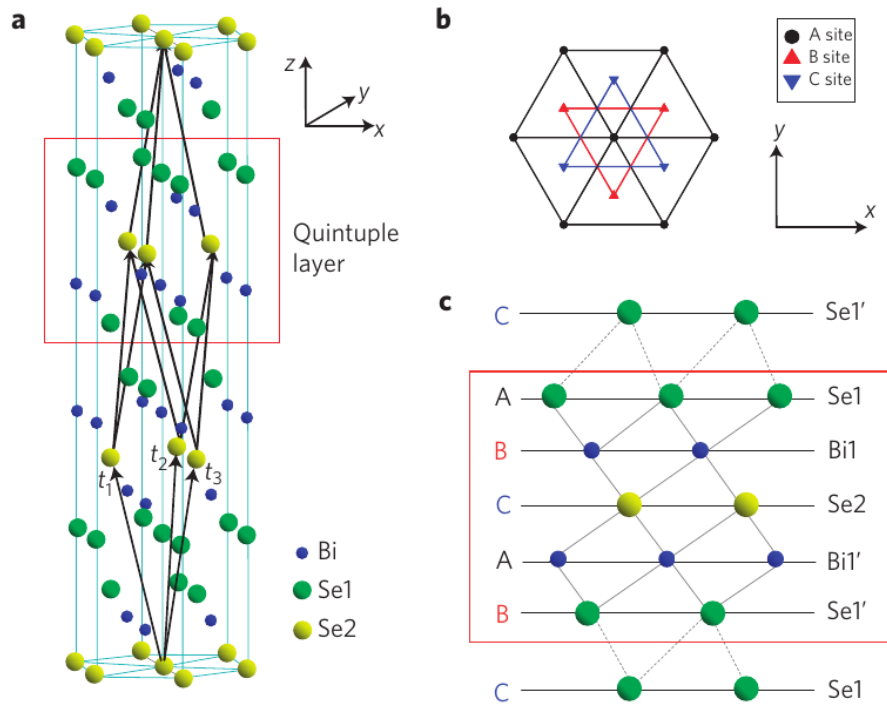 a
z
y
x
Quintuple
layer
t1
t2
t3
Bi
Se1
Se2
b
A site
B site
C site
y
x
c
C Se1′
A Se1
B Bi1
C Se2
A Bi1′
B Se1′
C Se1